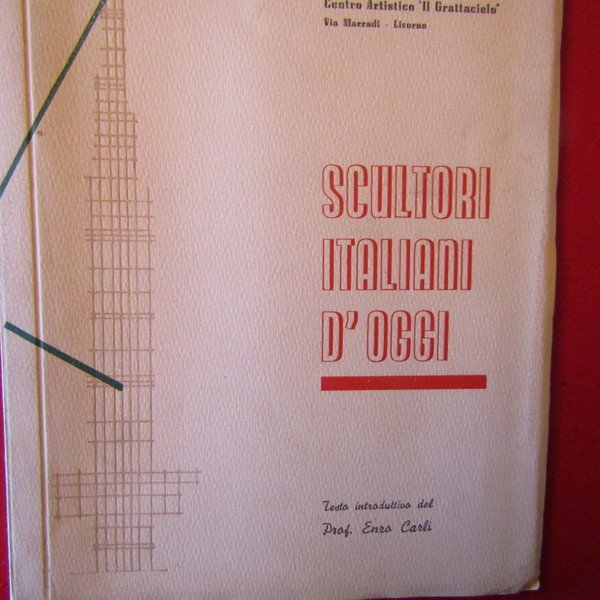 Centro Artistico "Il Grattacielo"
Via Marradi - Livorno
SCULTORI
ITALIANI
D'OGGI
Testo introduttivo del
Prof. Enzo Carli